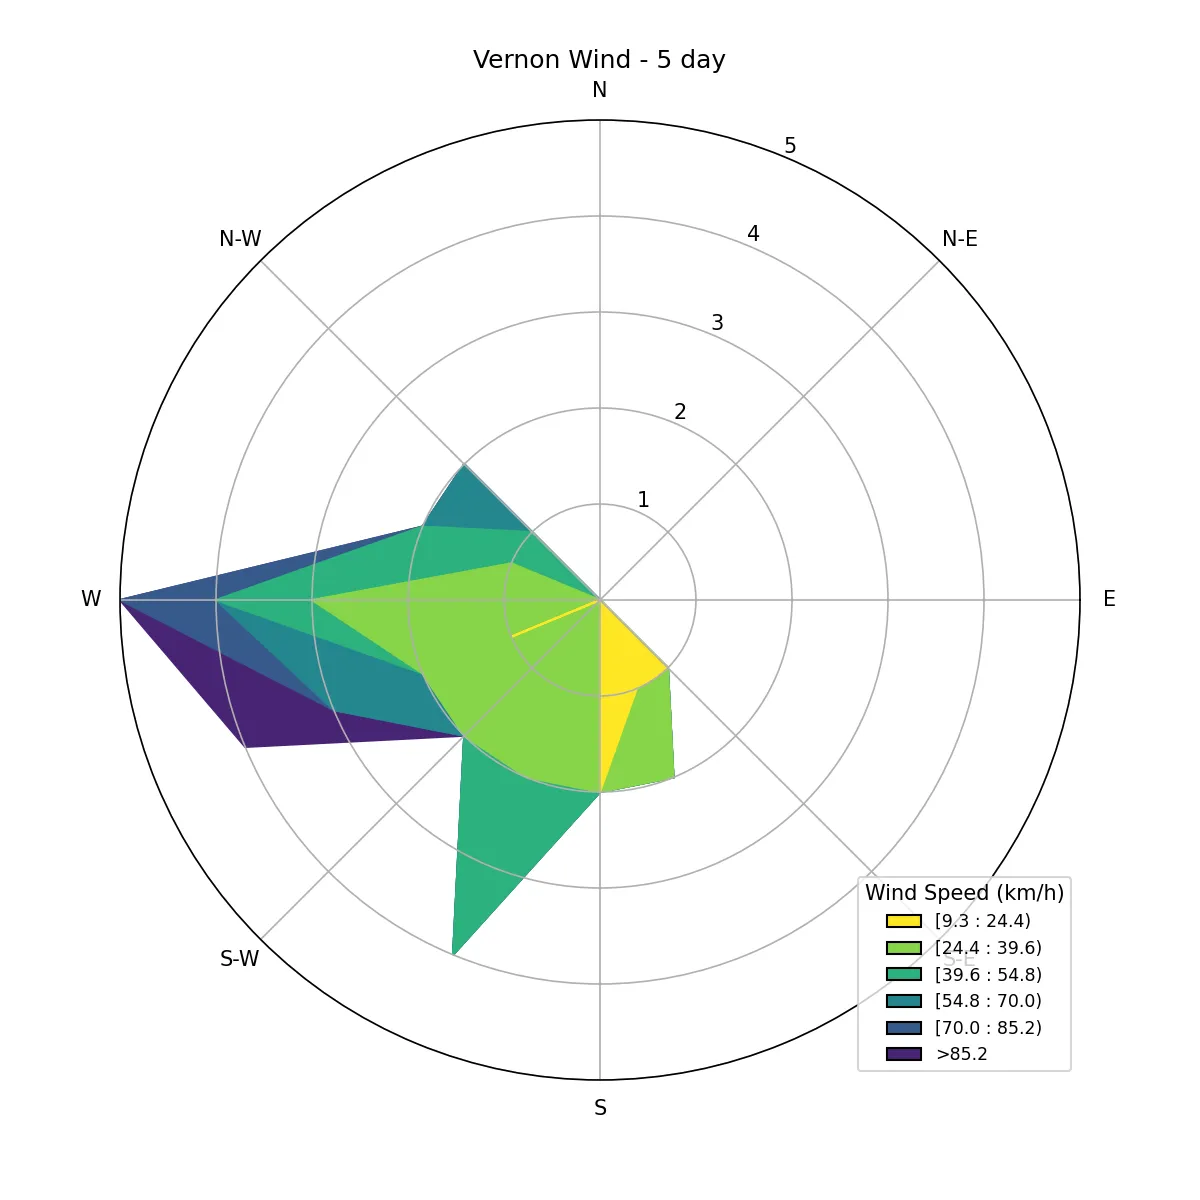 Vernon Wind - 5 day
N
5
N-W
N-E
4
3
2
1
W
E
S-W
S-E
S
Wind Speed (km/h)
[9.3 : 24.4)
[24.4 : 39.6)
[39.6 : 54.8)
[54.8 : 70.0)
[70.0 : 85.2)
>85.2